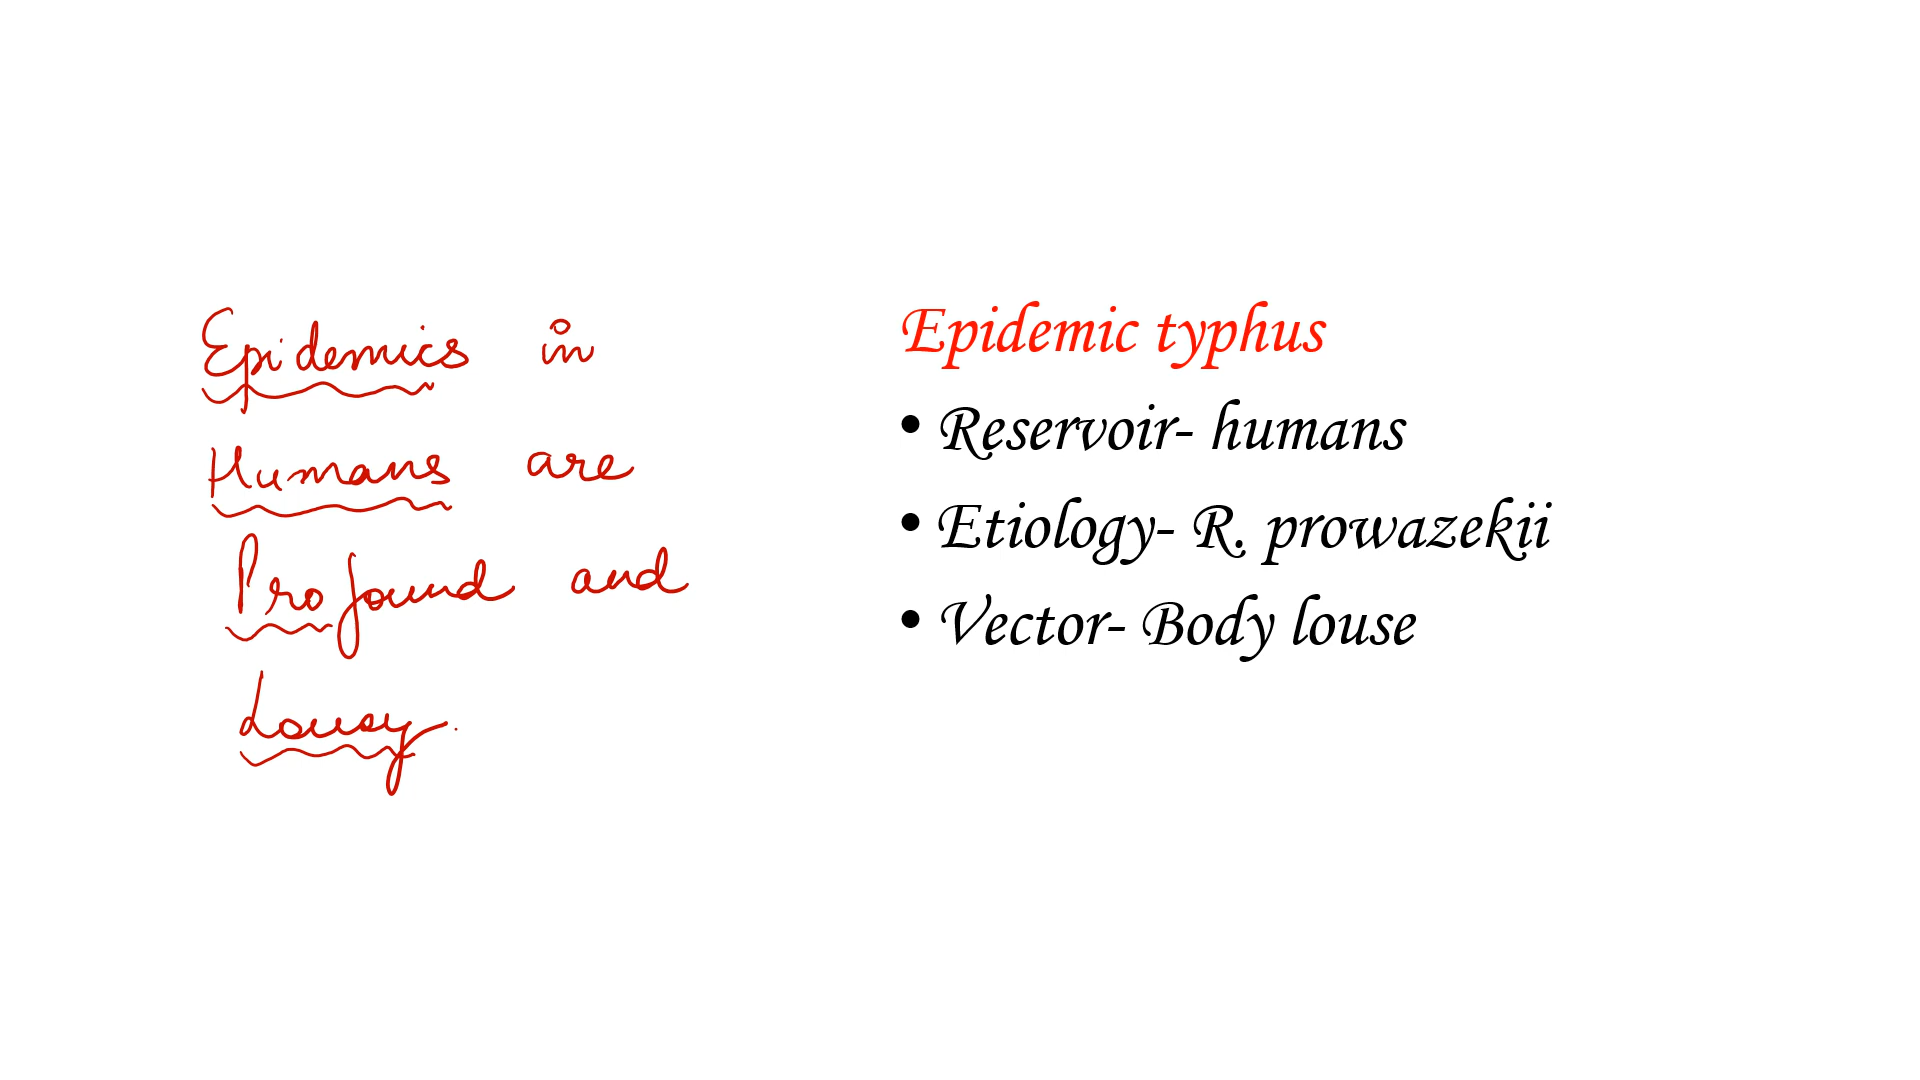 Epidemics in
Humans are
Profound and
Lousy.
Epidemic typhus
• Reservoir- humans
• Etiology- R. prowazekii
• Vector- Body louse